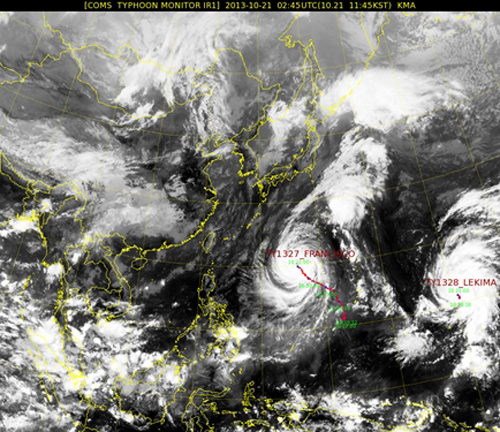 [COMS TYPHOON MONITOR IR1] 2013-10-21 02:45UTC(10.21 11:45KST) KMA
TY1327_FRANCISCO
TY1328_LEKIMA